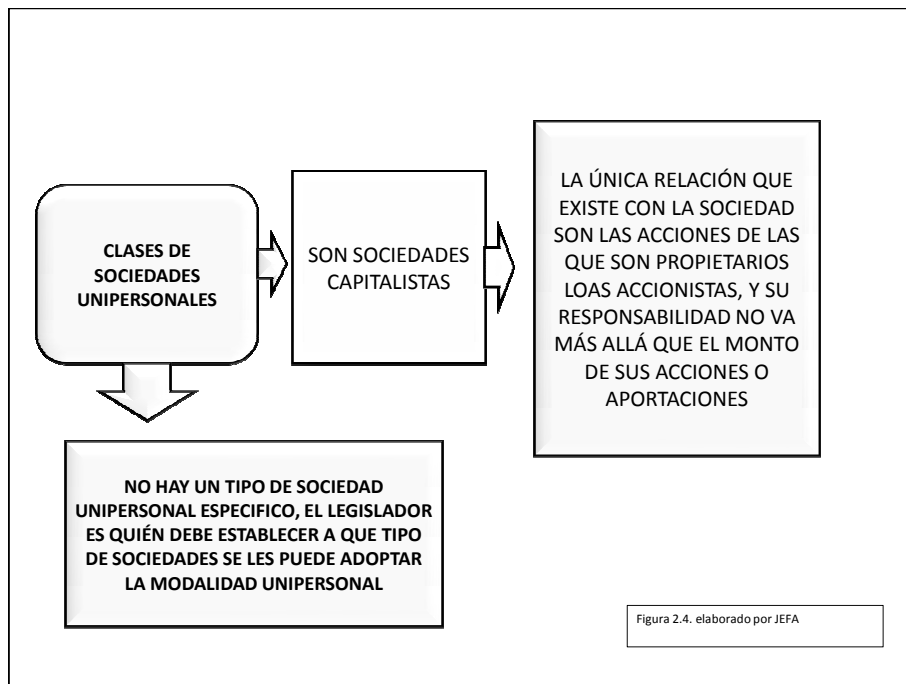 CLASES DE
SOCIEDADES
UNIPERSONALES
SON SOCIEDADES
CAPITALISTAS
LA ÚNICA RELACIÓN QUE
EXISTE CON LA SOCIEDAD
SON LAS ACCIONES DE LAS
QUE SON PROPIETARIOS
LOAS ACCIONISTAS, Y SU
RESPONSABILIDAD NO VA
MÁS ALLÁ QUE EL MONTO
DE SUS ACCIONES O
APORTACIONES
NO HAY UN TIPO DE SOCIEDAD
UNIPERSONAL ESPECIFICO, EL LEGISLADOR
ES QUIÉN DEBE ESTABLECER A QUE TIPO
DE SOCIEDADES SE LES PUEDE ADOPTAR
LA MODALIDAD UNIPERSONAL
Figura 2.4. elaborado por JEFA